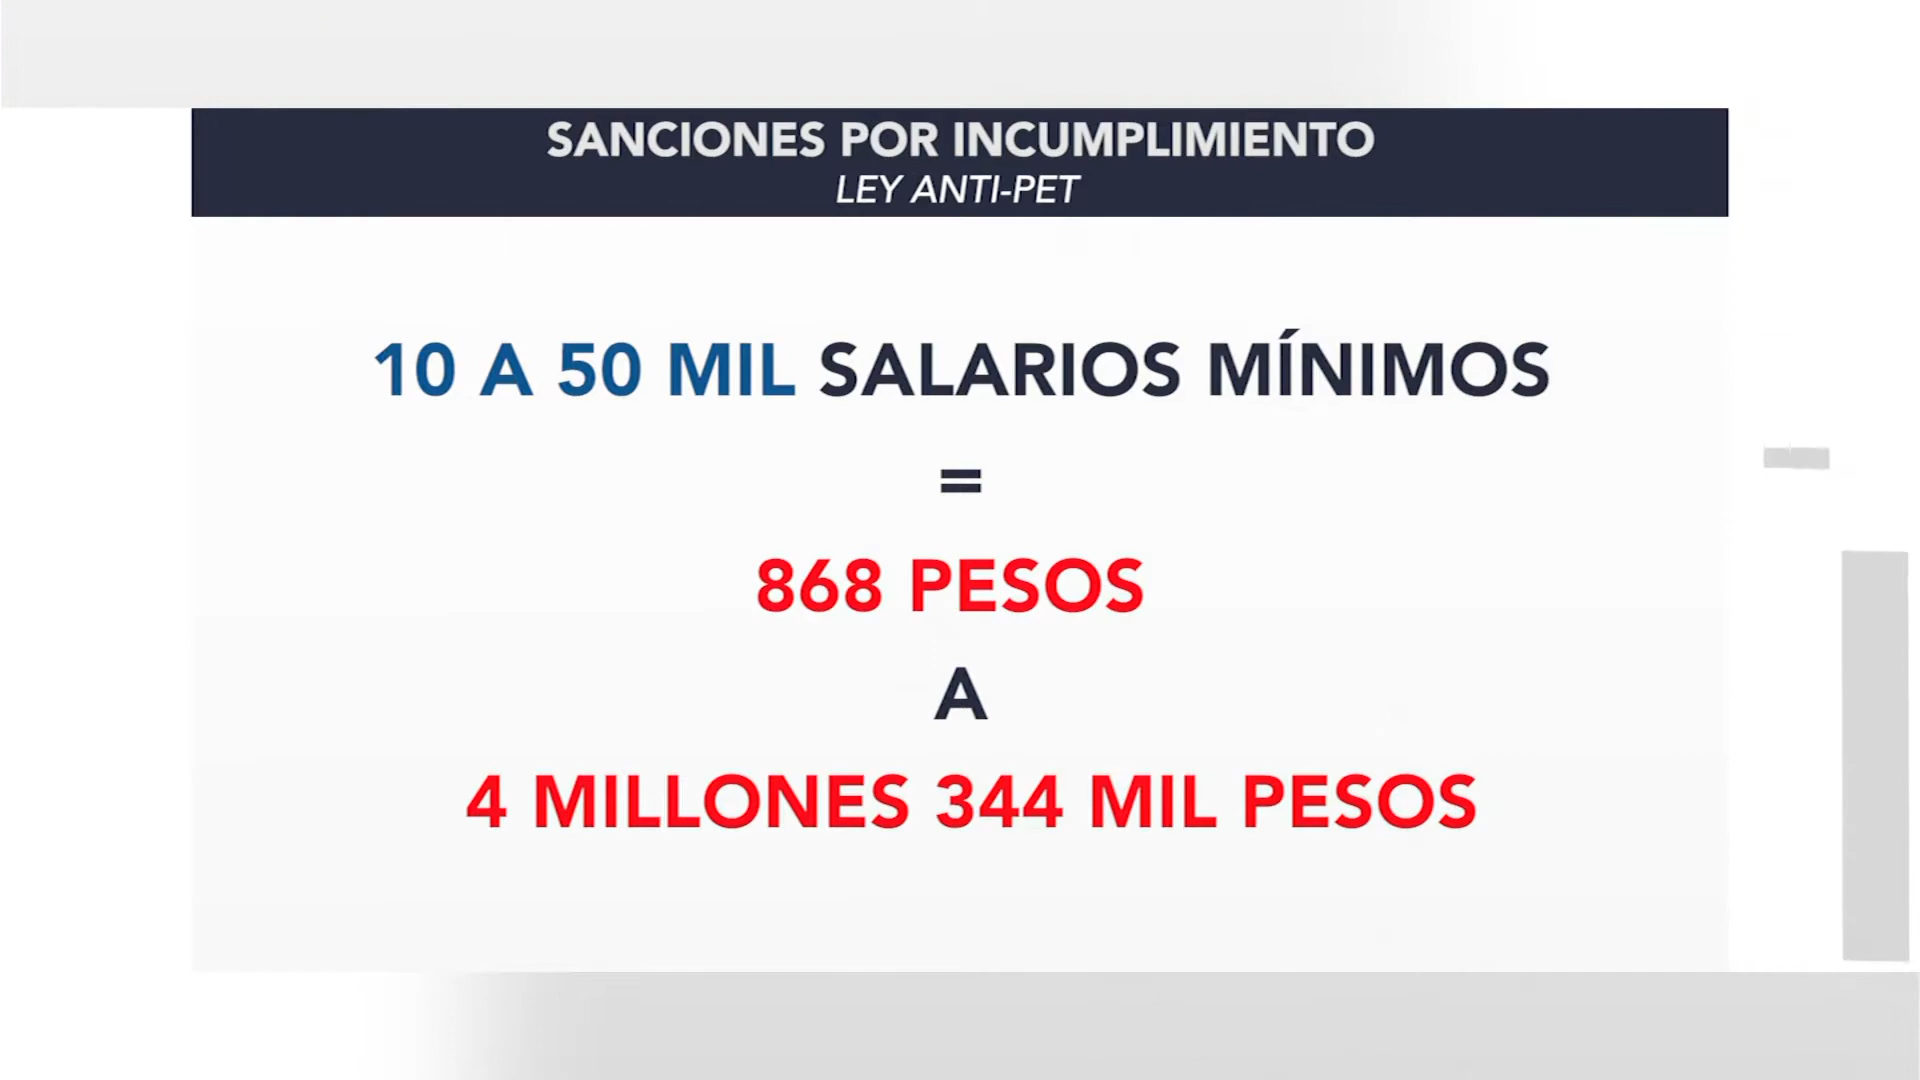 SANCIONES POR INCUMPLIMIENTO
LEY ANTI-PET
10 A 50 MIL SALARIOS MÍNIMOS
=
868 PESOS
A
4 MILLONES 344 MIL PESOS